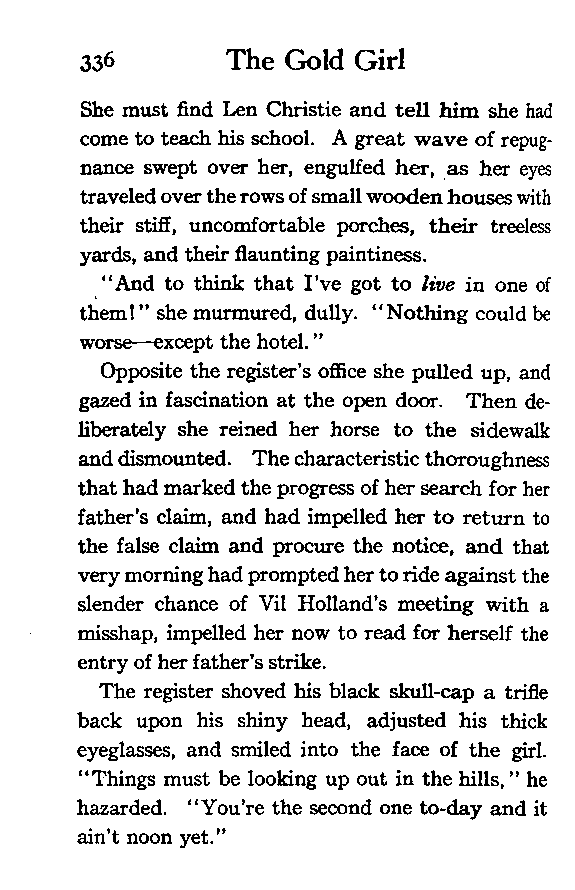 336 The Gold Girl
She must find Len Christie and tell him she had
come to teach his school. A great wave of repug-
nance swept over her, engulfed her, as her eyes
traveled over the rows of small wooden houses with
their stiff, uncomfortable porches, their treeless
yards, and their flaunting paintiness.
"And to think that I've got to live in one of
them!" she murmured, dully. "Nothing could be
worse—except the hotel."
Opposite the register's office she pulled up, and
gazed in fascination at the open door. Then de-
liberately she reined her horse to the sidewalk
and dismounted. The characteristic thoroughness
that had marked the progress of her search for her
father's claim, and had impelled her to return to
the false claim and procure the notice, and that
very morning had prompted her to ride against the
slender chance of Vil Holland's meeting with a
misshap, impelled her now to read for herself the
entry of her father's strike.
The register shoved his black skull-cap a trifle
back upon his shiny head, adjusted his thick
eyeglasses, and smiled into the face of the girl.
"Things must be looking up out in the hills," he
hazarded. "You're the second one to-day and it
ain't noon yet."